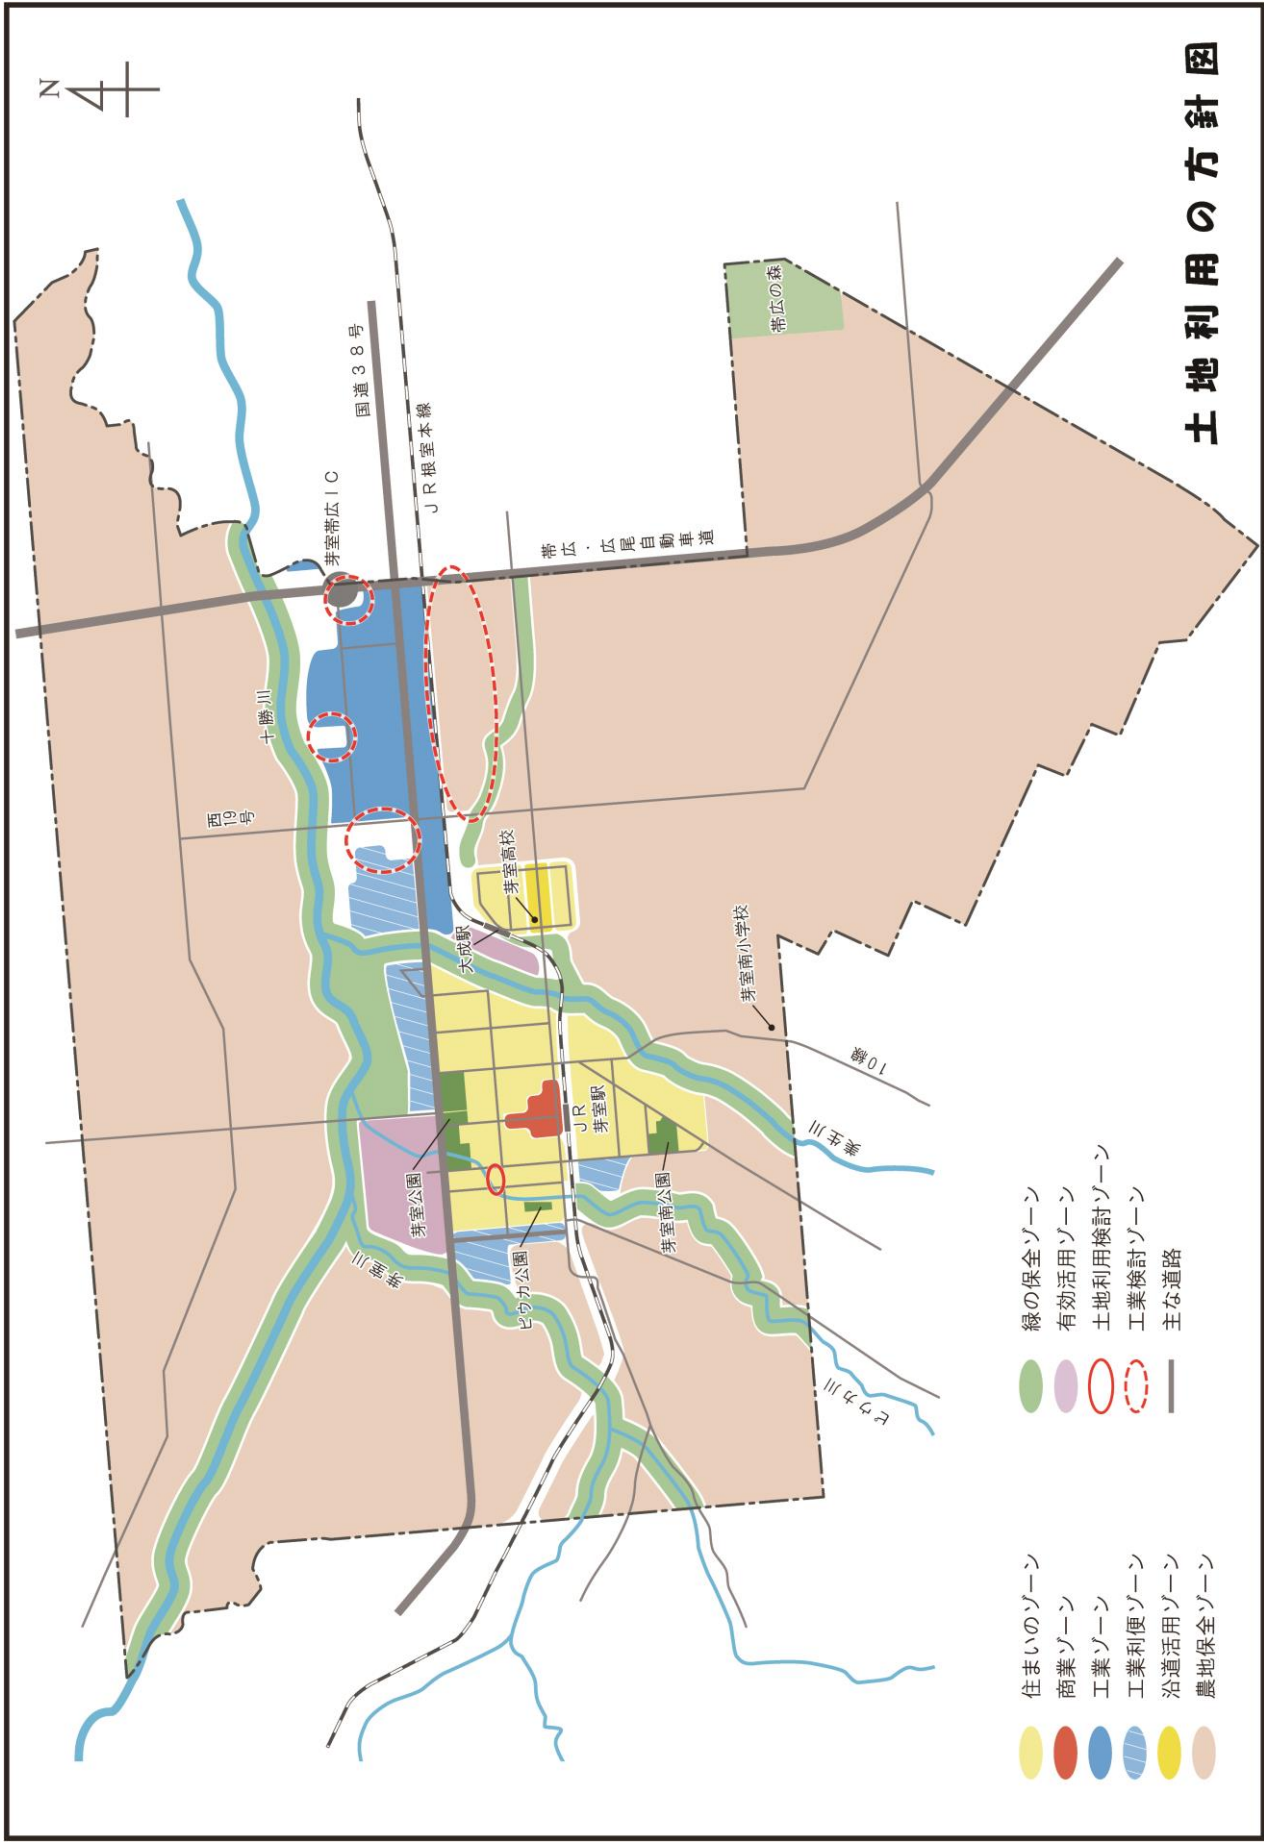 土地利用の方針図
N
国道38号
JR根室本線
芽室帯広IC
帯広・広尾自動車道
帯広の森
十勝川
西19号
芽室高校
大成駅
芽室南小学校
10線
美生川
JR
芽室駅
芽室公園
芽室南公園
ピウカ公園
芽室川
ピウカ川
住まいのゾーン
商業ゾーン
工業ゾーン
工業利便ゾーン
沿道活用ゾーン
農地保全ゾーン
緑の保全ゾーン
有効活用ゾーン
土地利用検討ゾーン
工業検討ゾーン
主な道路